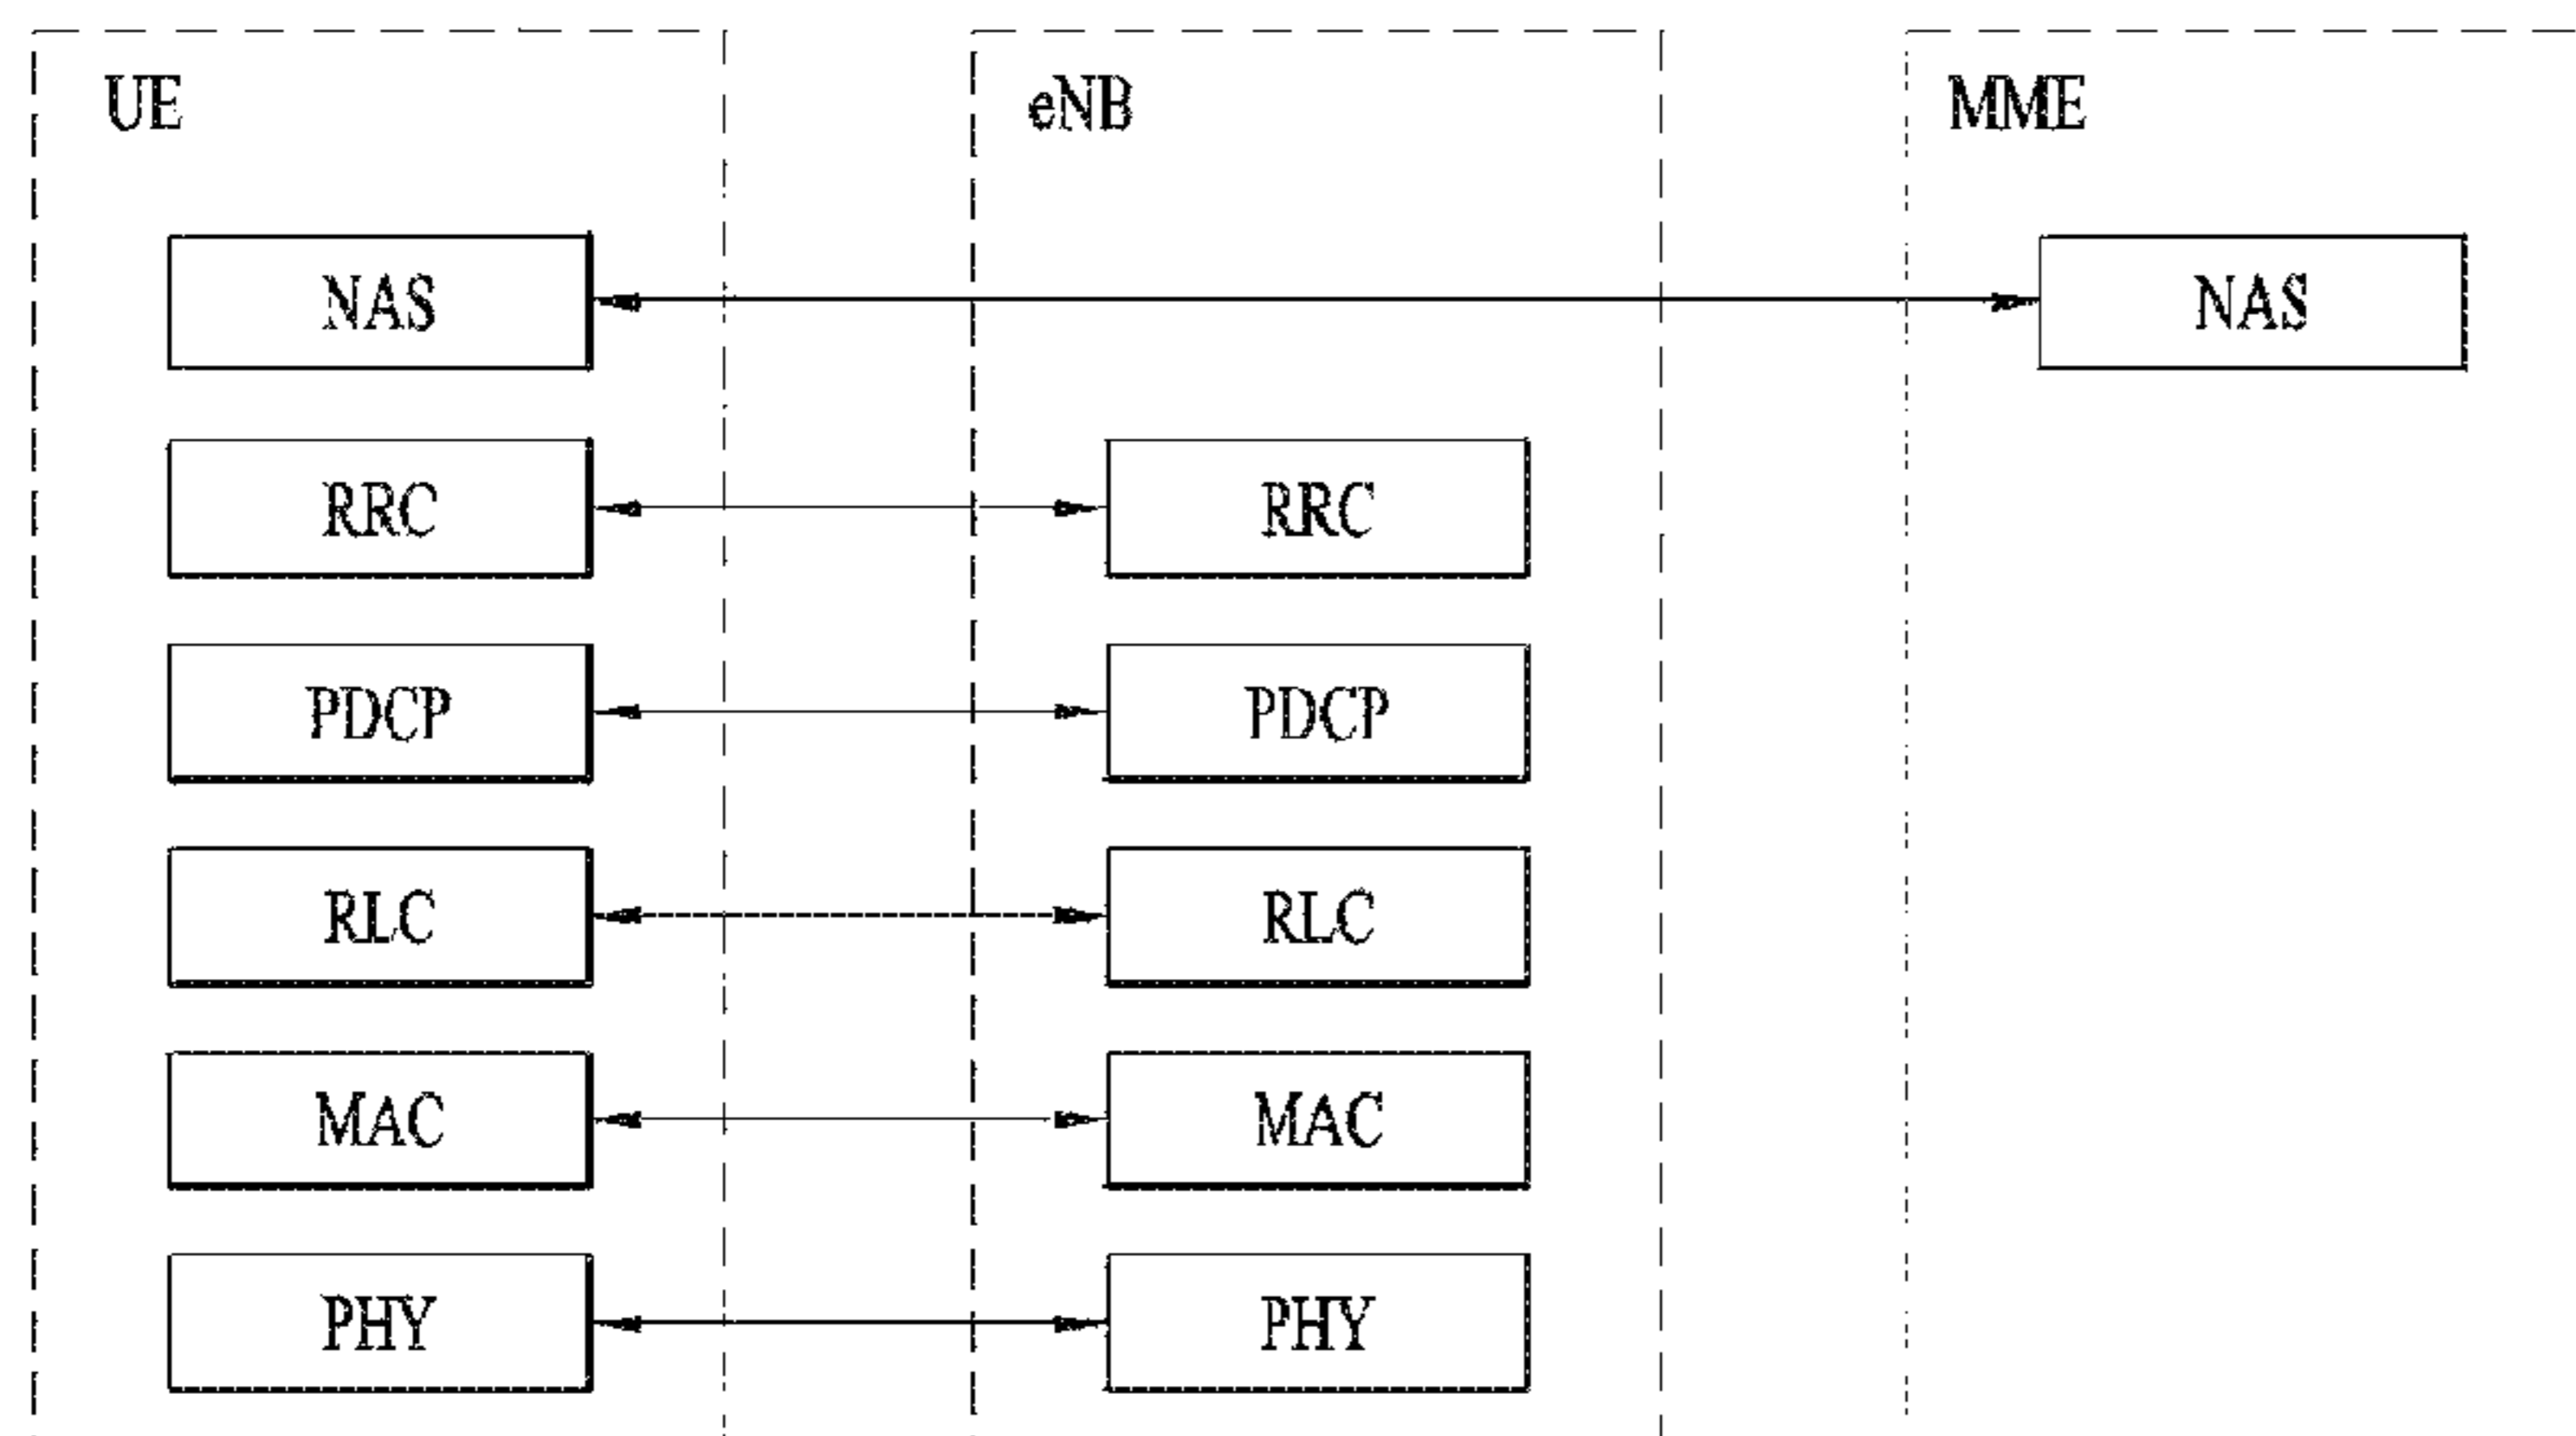 UE eNB MME
NAS NAS
RRC RRC
PDCP PDCP
RLC RLC
MAC MAC
PHY PHY